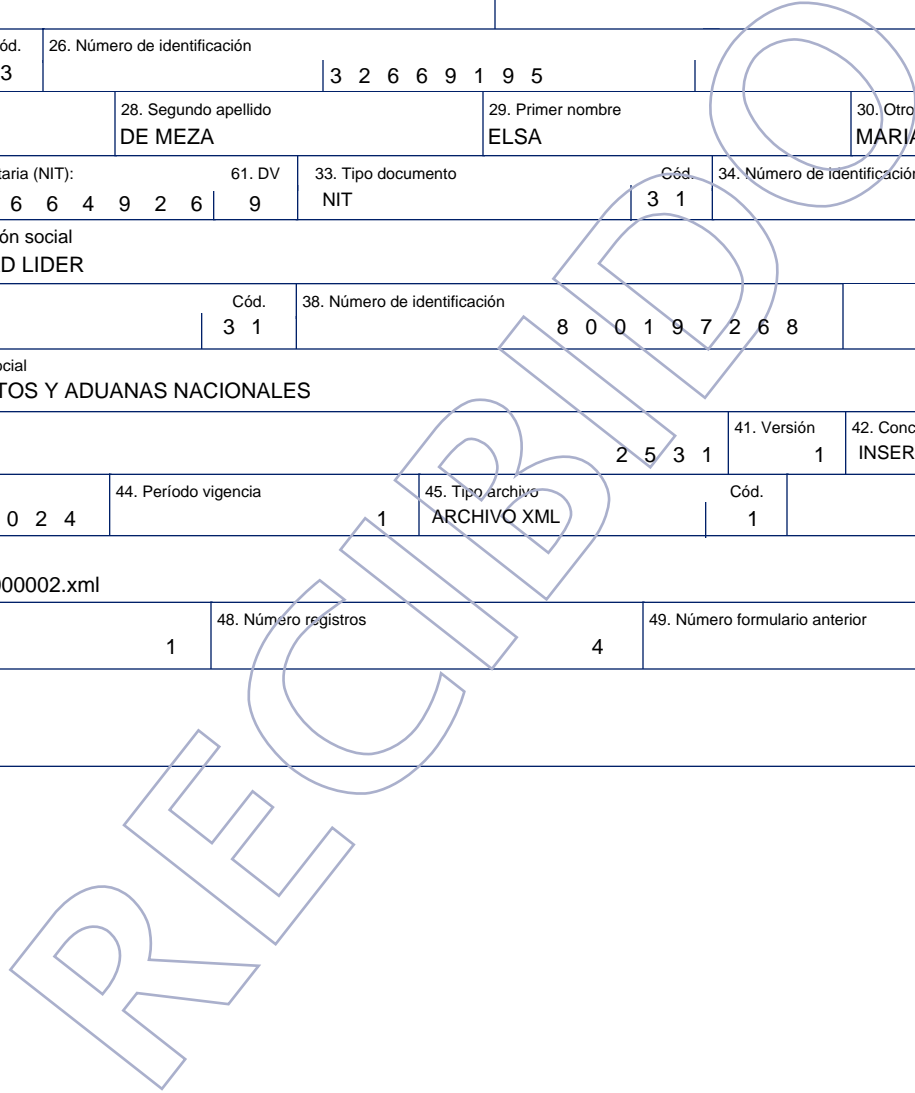 ód. 26. Número de identificación
3 3 2 6 6 9 1 9 5
28. Segundo apellido 29. Primer nombre 30. Otro
DE MEZA ELSA MARIA
taria (NIT): 61. DV 33. Tipo documento Cód. 34. Número de identificación
6 6 4 9 2 6 9 NIT 3 1
ón social
D LIDER
Cód. 38. Número de identificación
3 1 8 0 0 1 9 7 2 6 8
ocial
TOS Y ADUANAS NACIONALES
41. Versión 42. Conc
2 5 3 1 1 INSER
44. Período vigencia 45. Tipo archivo Cód.
0 2 4 1 ARCHIVO XML 1
000002.xml
48. Número registros 49. Número formulario anterior
1 4
RECIBIDO